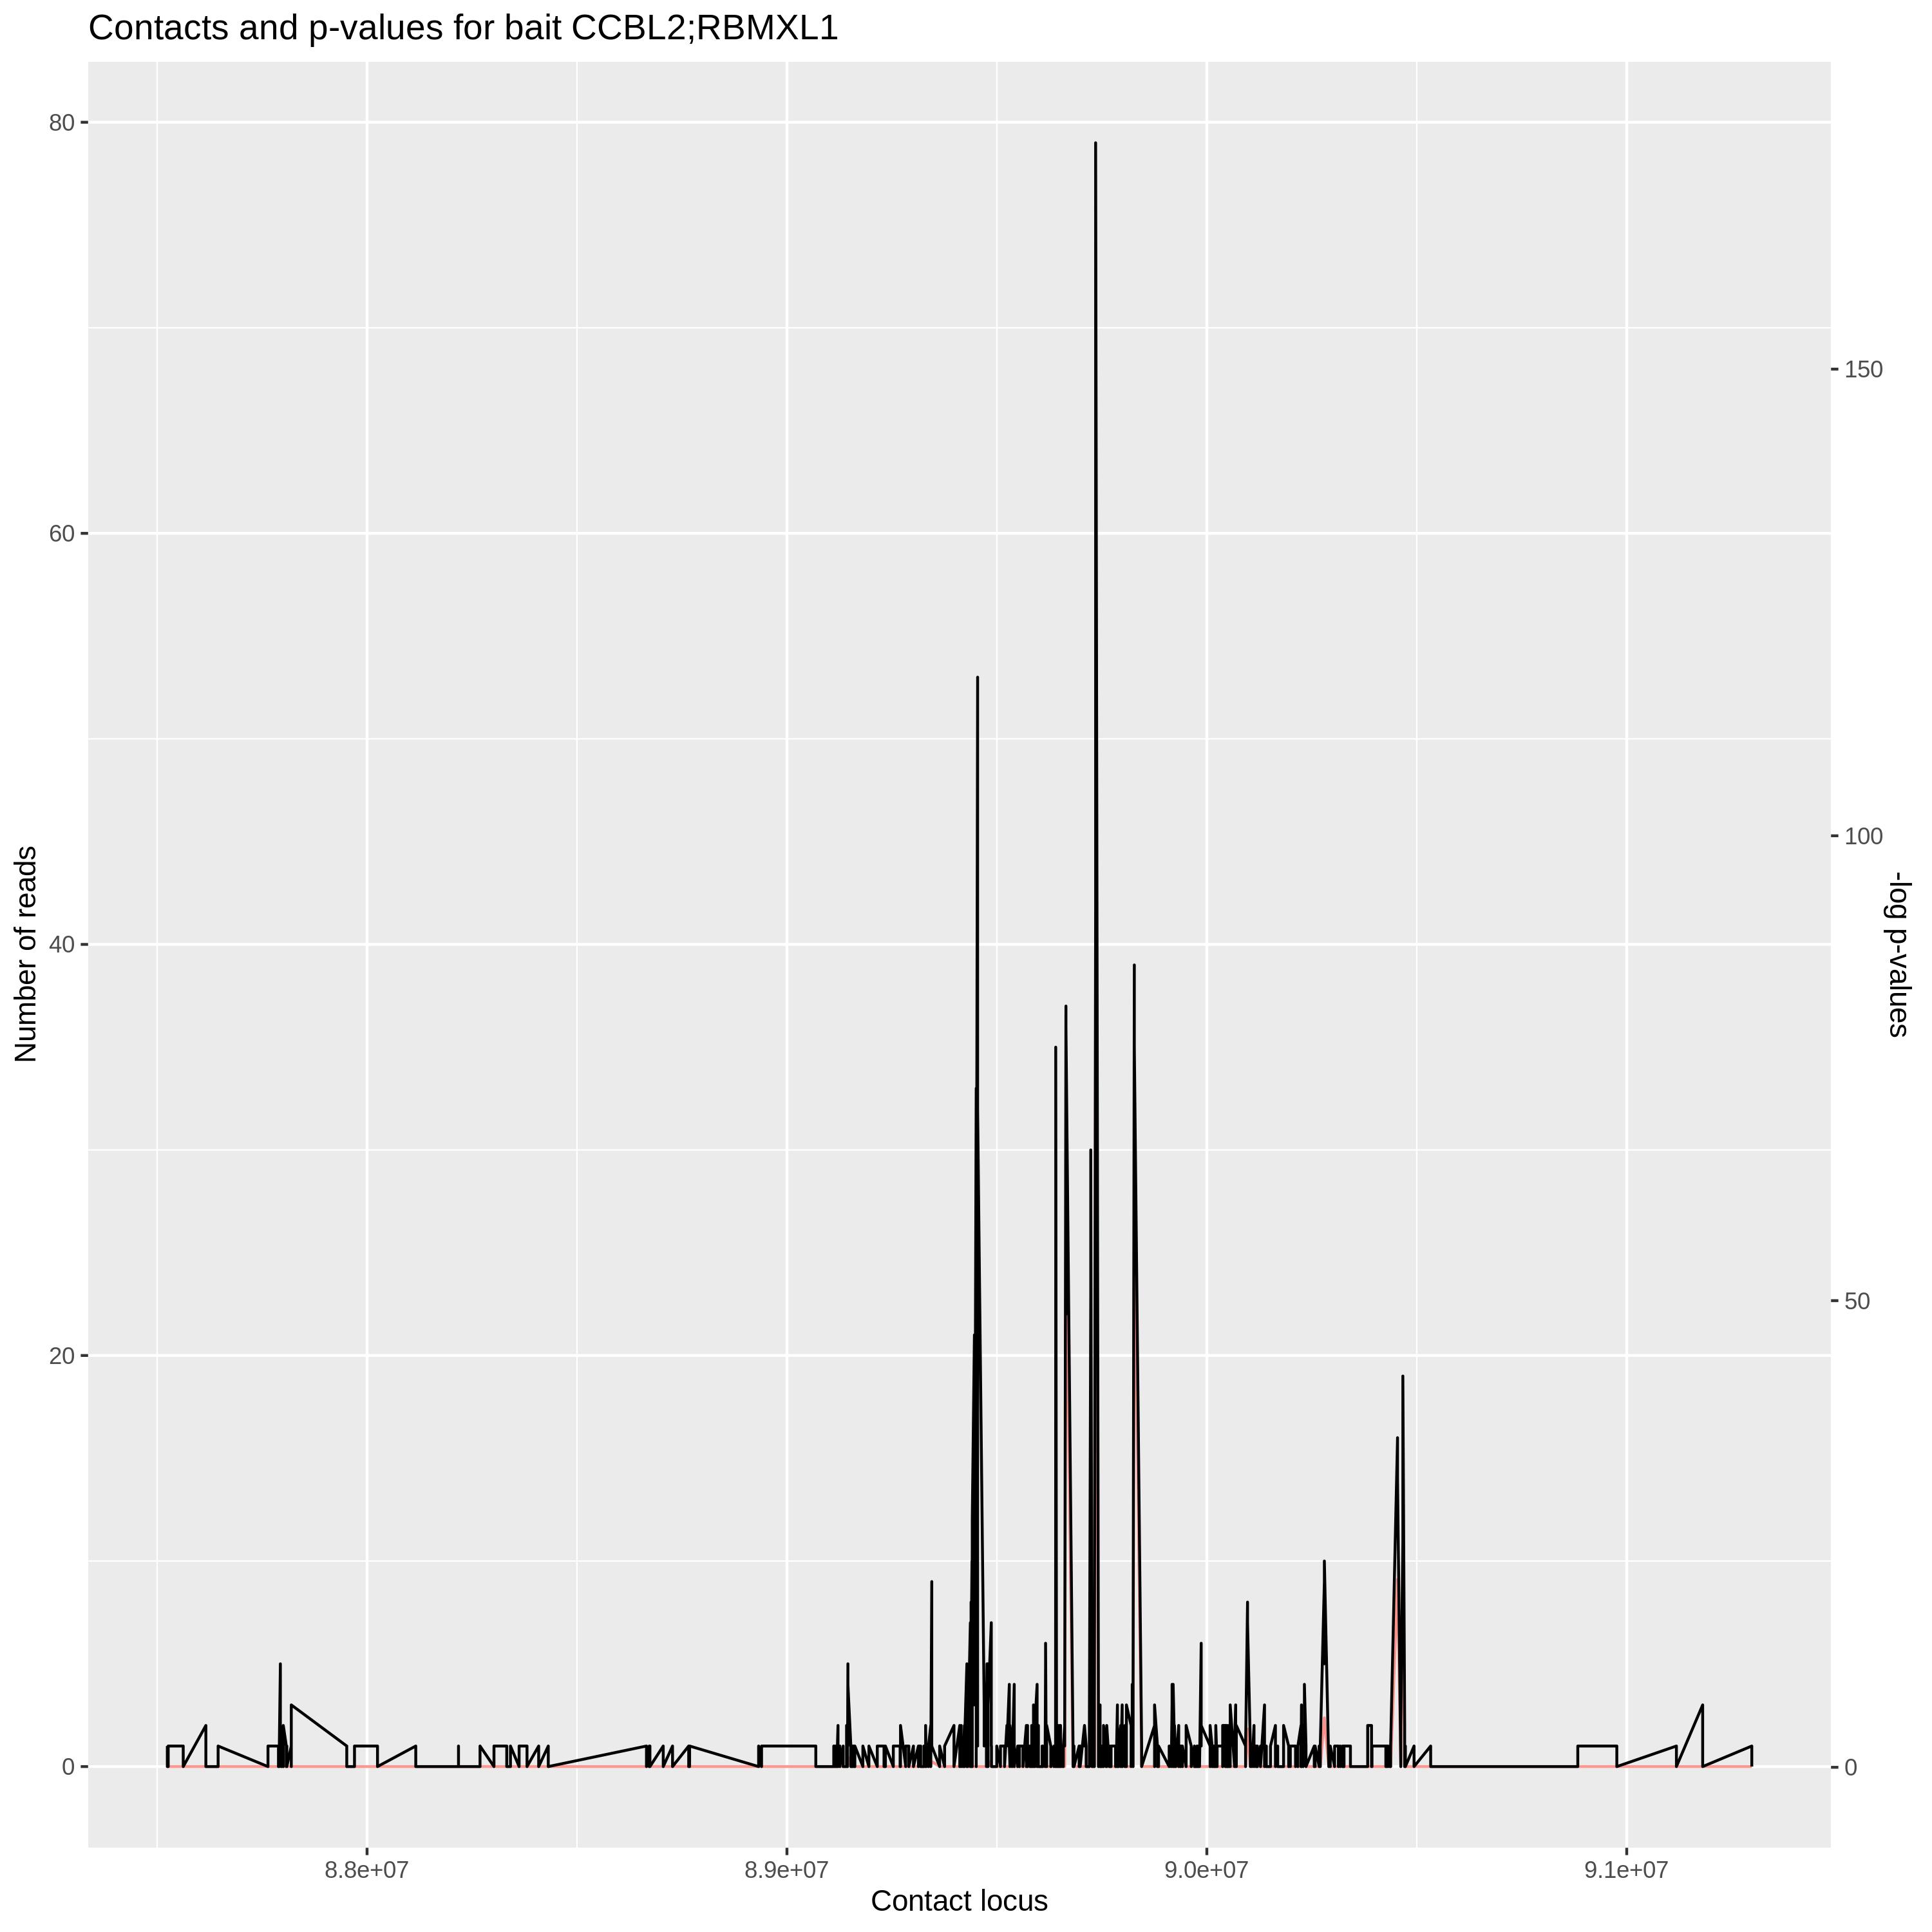 Contacts and p-values for bait CCBL2;RBMXL1
80
60
40
20
0
Number of reads
150
100
50
0
-log p-values
8.8e+07
8.9e+07
9.0e+07
9.1e+07
Contact locus